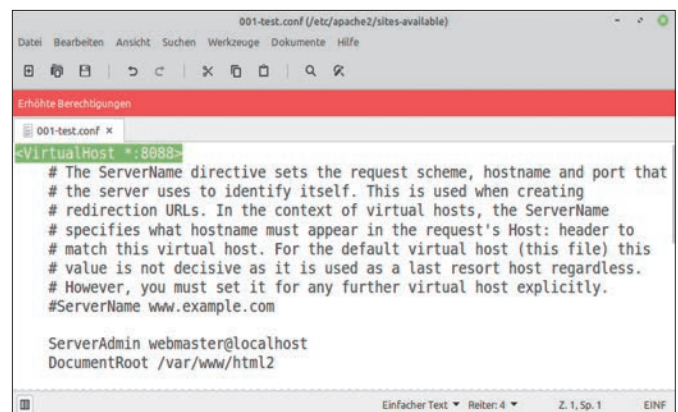 001-test.conf (/etc/apache2/sites-available)
Datei Bearbeiten Ansicht Suchen Werkzeuge Dokumente Hilfe
Erhöhte Berechtigungen
001-test.conf ×
<VirtualHost *:8088>
# The ServerName directive sets the request scheme, hostname and port that
# the server uses to identify itself. This is used when creating
# redirection URLs. In the context of virtual hosts, the ServerName
# specifies what hostname must appear in the request's Host: header to
# match this virtual host. For the default virtual host (this file) this
# value is not decisive as it is used as a last resort host regardless.
# However, you must set it for any further virtual host explicitly.
#ServerName www.example.com
ServerAdmin webmaster@localhost
DocumentRoot /var/www/html2
Einfacher Text ▼ Reiter: 4 ▼ Z. 1, Sp. 1 EINF